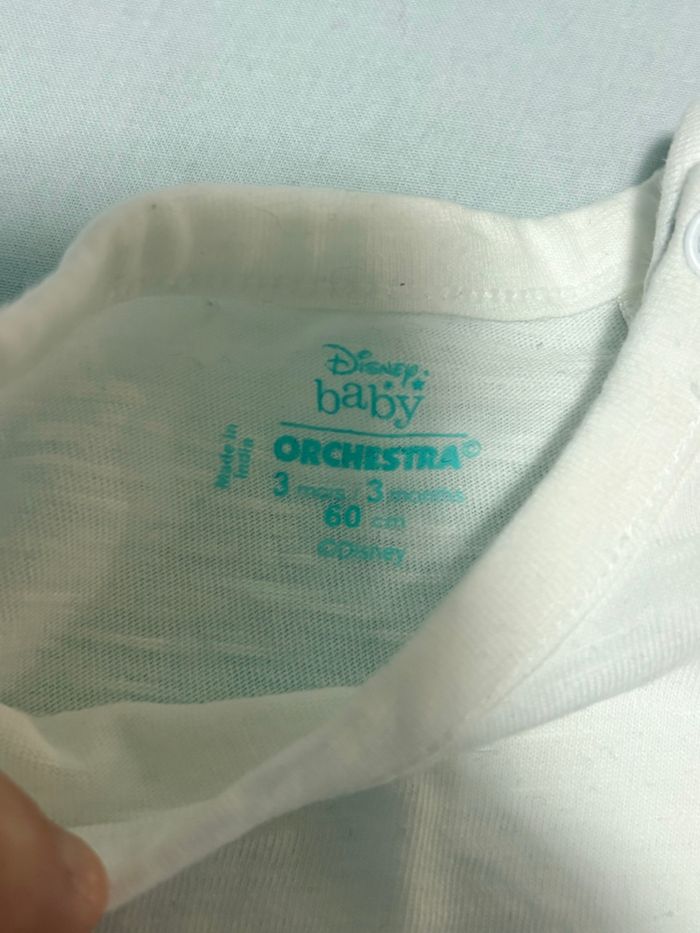 Disney
baby
ORCHESTRA©
3 mois / 3 months
60 cm
©Disney
Made in
India